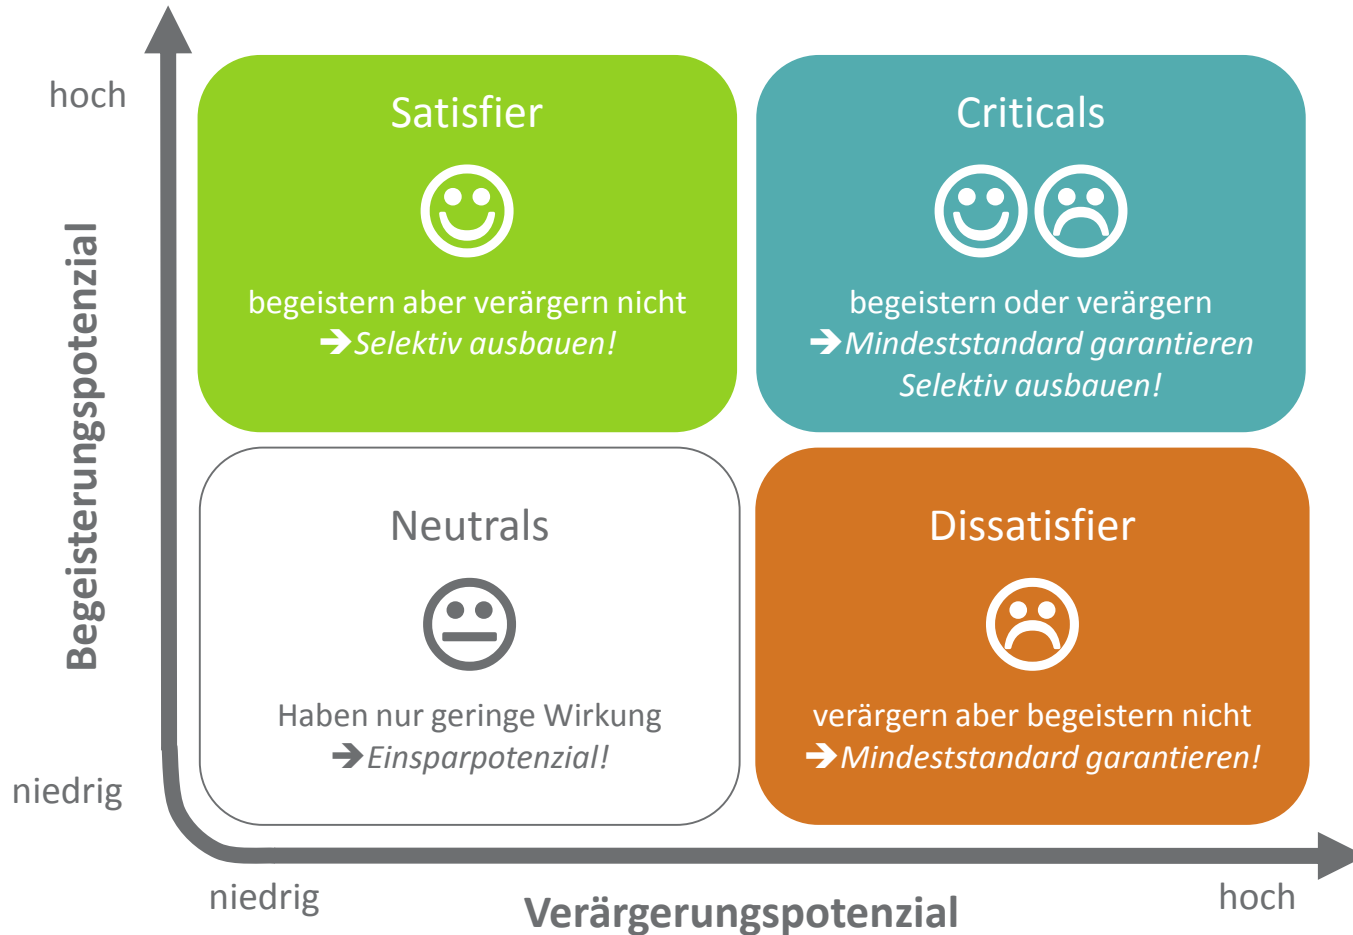 hoch
Begeisterungspotenzial
niedrig
Satisfier
begeistern aber verärgern nicht
➔ Selektiv ausbauen!
Criticals
begeistern oder verärgern
➔ Mindeststandard garantieren
Selektiv ausbauen!
Neutrals
Haben nur geringe Wirkung
➔ Einsparpotenzial!
Dissatisfier
verärgern aber begeistern nicht
➔ Mindeststandard garantieren!
niedrig
Verärgerungspotenzial
hoch